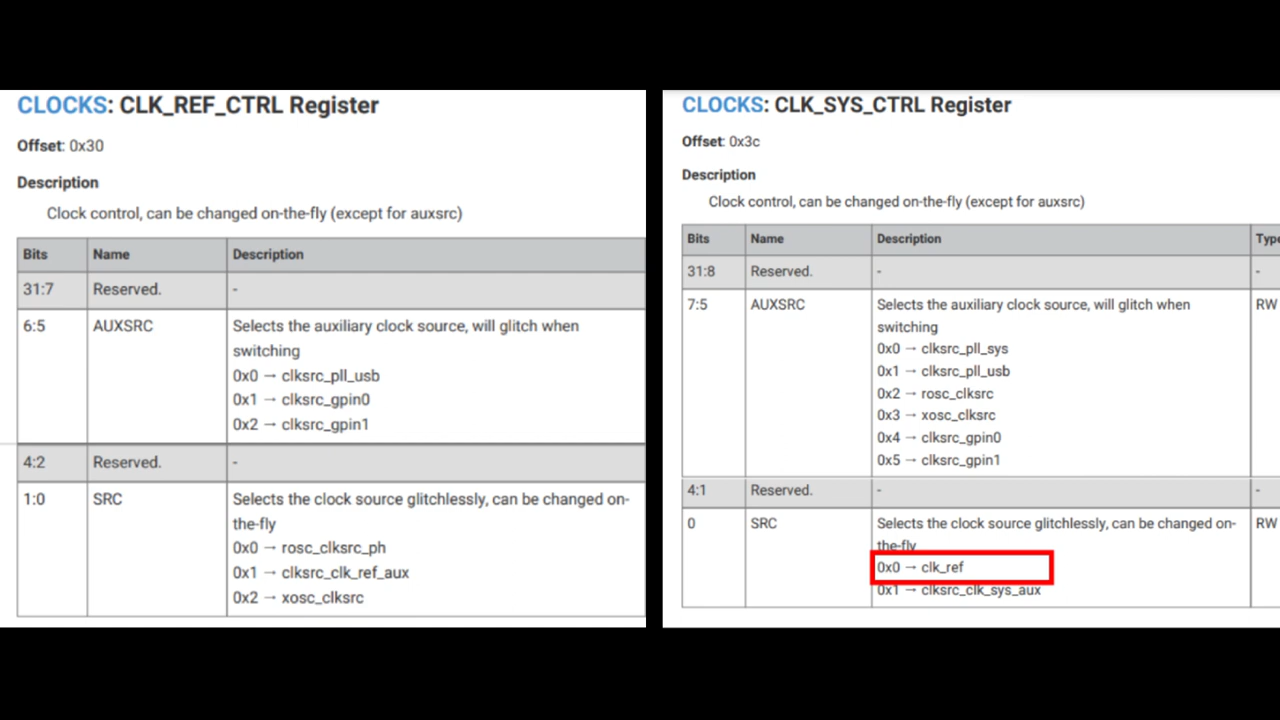 CLOCKS: CLK_REF_CTRL Register
Offset: 0x30
Description
Clock control, can be changed on-the-fly (except for auxsrc)
Bits Name Description
31:7 Reserved. -
6:5 AUXSRC Selects the auxiliary clock source, will glitch when
switching
0x0 → clksrc_pll_usb
0x1 → clksrc_gpin0
0x2 → clksrc_gpin1
4:2 Reserved. -
1:0 SRC Selects the clock source glitchlessly, can be changed on-
the-fly
0x0 → rosc_clksrc_ph
0x1 → clksrc_clk_ref_aux
0x2 → xosc_clksrc
CLOCKS: CLK_SYS_CTRL Register
Offset: 0x3c
Description
Clock control, can be changed on-the-fly (except for auxsrc)
Bits Name Description Type
31:8 Reserved. - -
7:5 AUXSRC Selects the auxiliary clock source, will glitch when RW
switching
0x0 → clksrc_pll_sys
0x1 → clksrc_pll_usb
0x2 → rosc_clksrc
0x3 → xosc_clksrc
0x4 → clksrc_gpin0
0x5 → clksrc_gpin1
4:1 Reserved. - -
0 SRC Selects the clock source glitchlessly, can be changed on- RW
the-fly
0x0 → clk_ref
0x1 → clksrc_clk_sys_aux